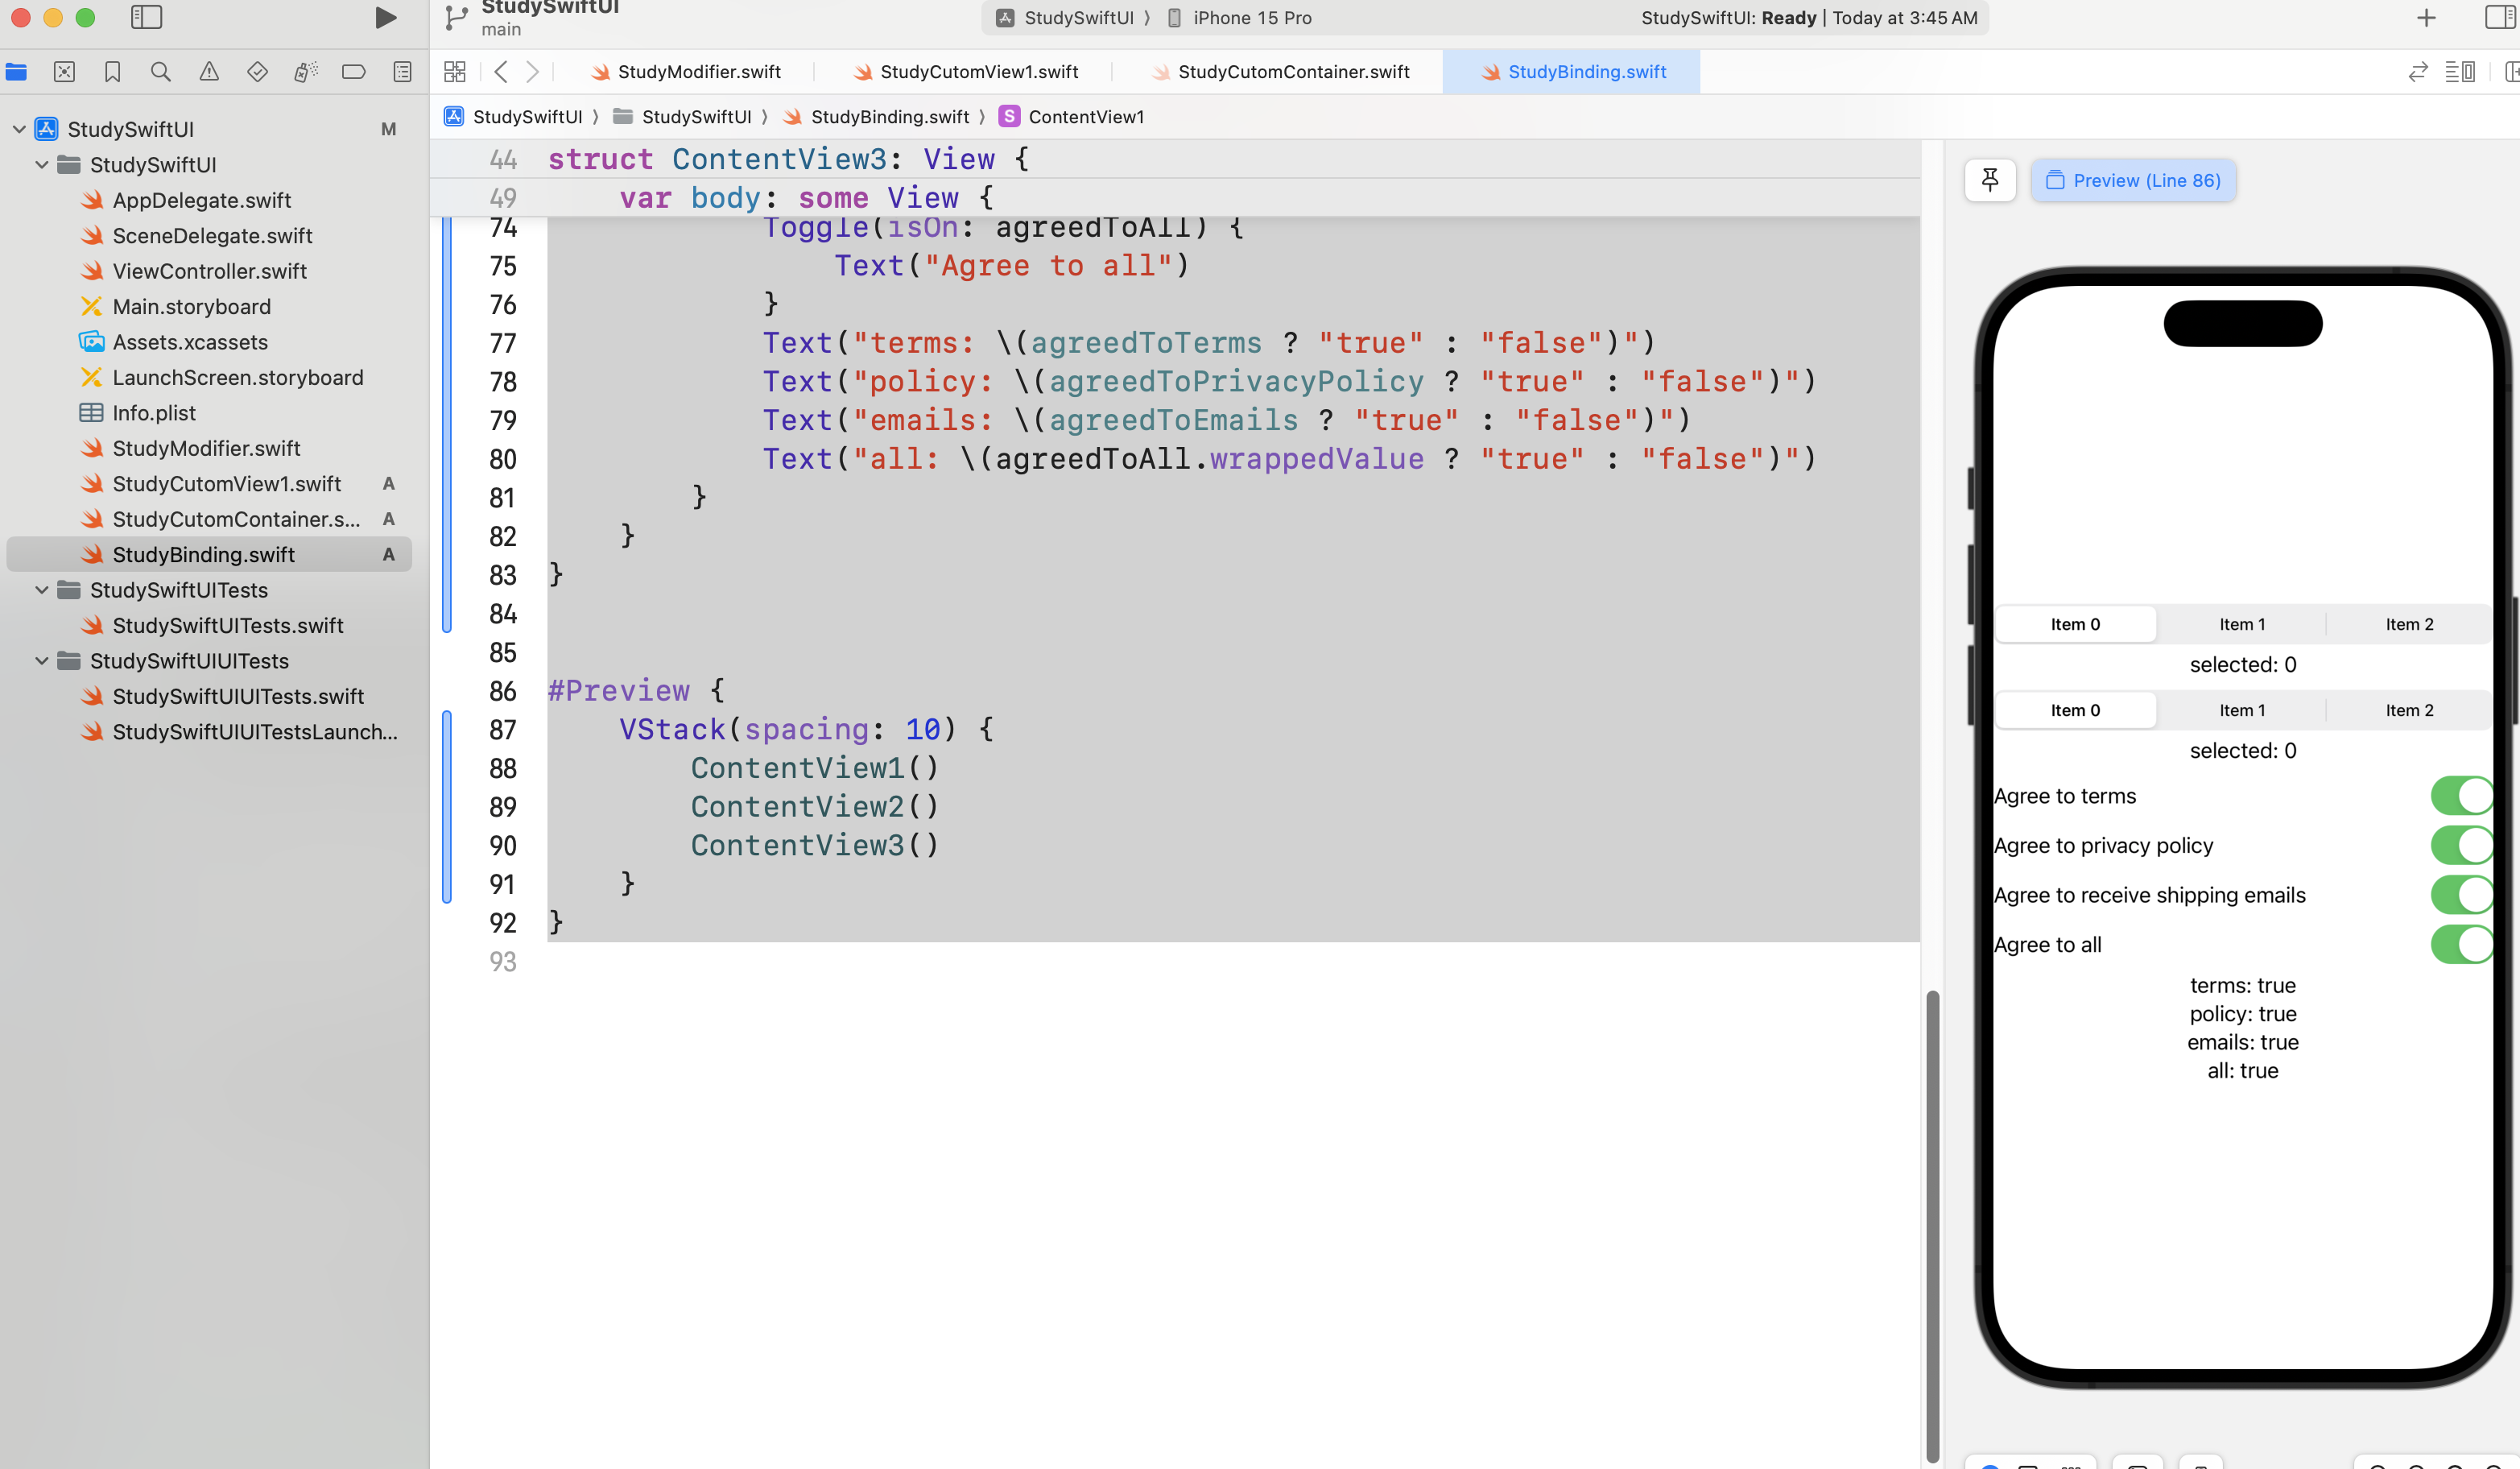 StudySwiftUI
main
StudySwiftUI ⟩ iPhone 15 Pro
StudySwiftUI: Ready | Today at 3:45 AM
StudyModifier.swift
StudyCutomView1.swift
StudyCutomContainer.swift
StudyBinding.swift
StudySwiftUI ⟩ StudySwiftUI ⟩ StudyBinding.swift ⟩ S ContentView1
StudySwiftUI M
StudySwiftUI
AppDelegate.swift
SceneDelegate.swift
ViewController.swift
Main.storyboard
Assets.xcassets
LaunchScreen.storyboard
Info.plist
StudyModifier.swift
StudyCutomView1.swift A
StudyCutomContainer.s... A
StudyBinding.swift A
StudySwiftUITests
StudySwiftUITests.swift
StudySwiftUIUITests
StudySwiftUIUITests.swift
StudySwiftUIUITestsLaunch...
44 struct ContentView3: View {
49 var body: some View {
74 Toggle(isOn: agreedToAll) {
75 Text("Agree to all")
76 }
77 Text("terms: \(agreedToTerms ? "true" : "false")")
78 Text("policy: \(agreedToPrivacyPolicy ? "true" : "false")")
79 Text("emails: \(agreedToEmails ? "true" : "false")")
80 Text("all: \(agreedToAll.wrappedValue ? "true" : "false")")
81 }
82 }
83 }
84
85
86 #Preview {
87 VStack(spacing: 10) {
88 ContentView1()
89 ContentView2()
90 ContentView3()
91 }
92 }
93
Preview (Line 86)
Item 0 Item 1 Item 2
selected: 0
Item 0 Item 1 Item 2
selected: 0
Agree to terms
Agree to privacy policy
Agree to receive shipping emails
Agree to all
terms: true
policy: true
emails: true
all: true